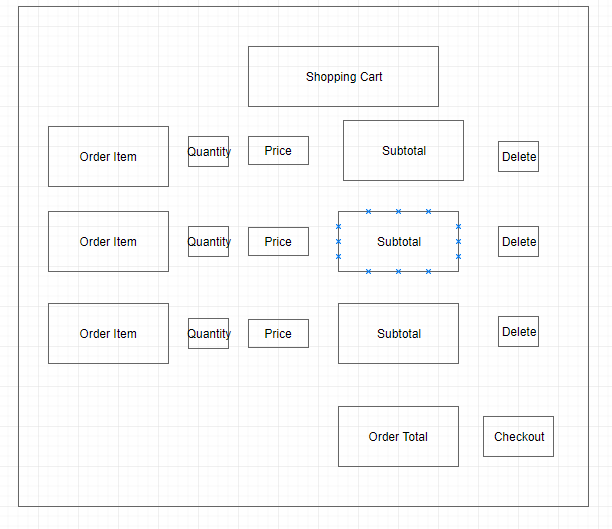 Shopping Cart
Order Item Quantity Price Subtotal Delete
Order Item Quantity Price Subtotal Delete
Order Item Quantity Price Subtotal Delete
Order Total Checkout